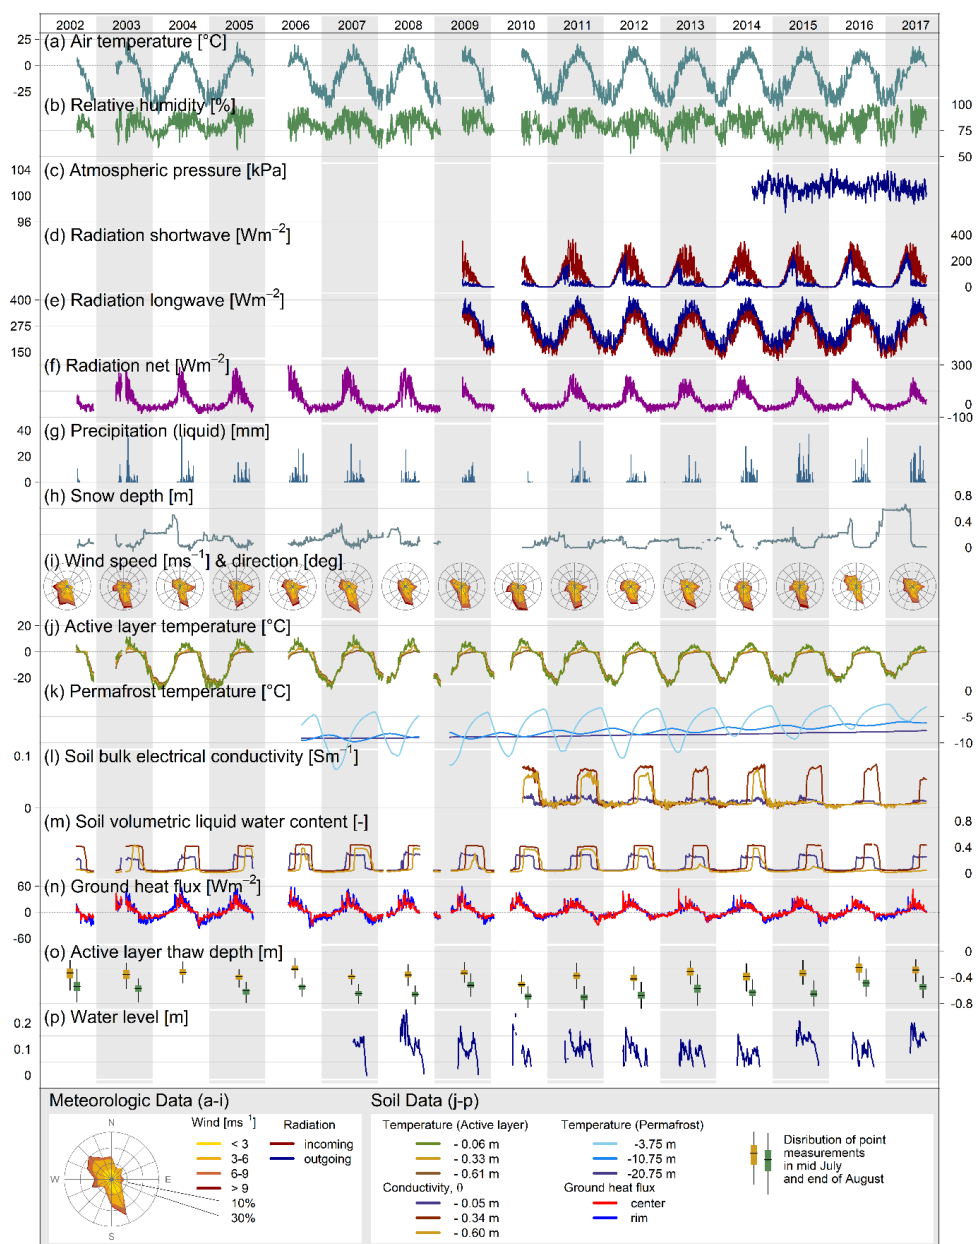 2002 2003 2004 2005 2006 2007 2008 2009 2010 2011 2012 2013 2014 2015 2016 2017
(a) Air temperature [°C]
25
0
-25
(b) Relative humidity [%]
100
75
50
(c) Atmospheric pressure [kPa]
104
100
96
(d) Radiation shortwave [Wm−2]
400
200
0
(e) Radiation longwave [Wm−2]
400
275
150
(f) Radiation net [Wm−2]
300
0
-100
(g) Precipitation (liquid) [mm]
40
20
0
(h) Snow depth [m]
0.8
0.4
0
(i) Wind speed [ms−1] & direction [deg]
(j) Active layer temperature [°C]
20
0
-20
(k) Permafrost temperature [°C]
0
-5
-10
(l) Soil bulk electrical conductivity [Sm−1]
0.1
0
(m) Soil volumetric liquid water content [-]
0.8
0.4
0
(n) Ground heat flux [Wm−2]
60
0
-60
(o) Active layer thaw depth [m]
0
-0.4
-0.8
(p) Water level [m]
0.2
0.1
0
Meteorologic Data (a-i)
N
W
E
S
Wind [ms−1]
< 3
3-6
6-9
> 9
10%
30%
Radiation
incoming
outgoing
Soil Data (j-p)
Temperature (Active layer)
- 0.06 m
- 0.33 m
- 0.61 m
Conductivity, θ
- 0.05 m
- 0.34 m
- 0.60 m
Temperature (Permafrost)
-3.75 m
-10.75 m
-20.75 m
Ground heat flux
center
rim
Disribution of point
measurements
in mid July
and end of August